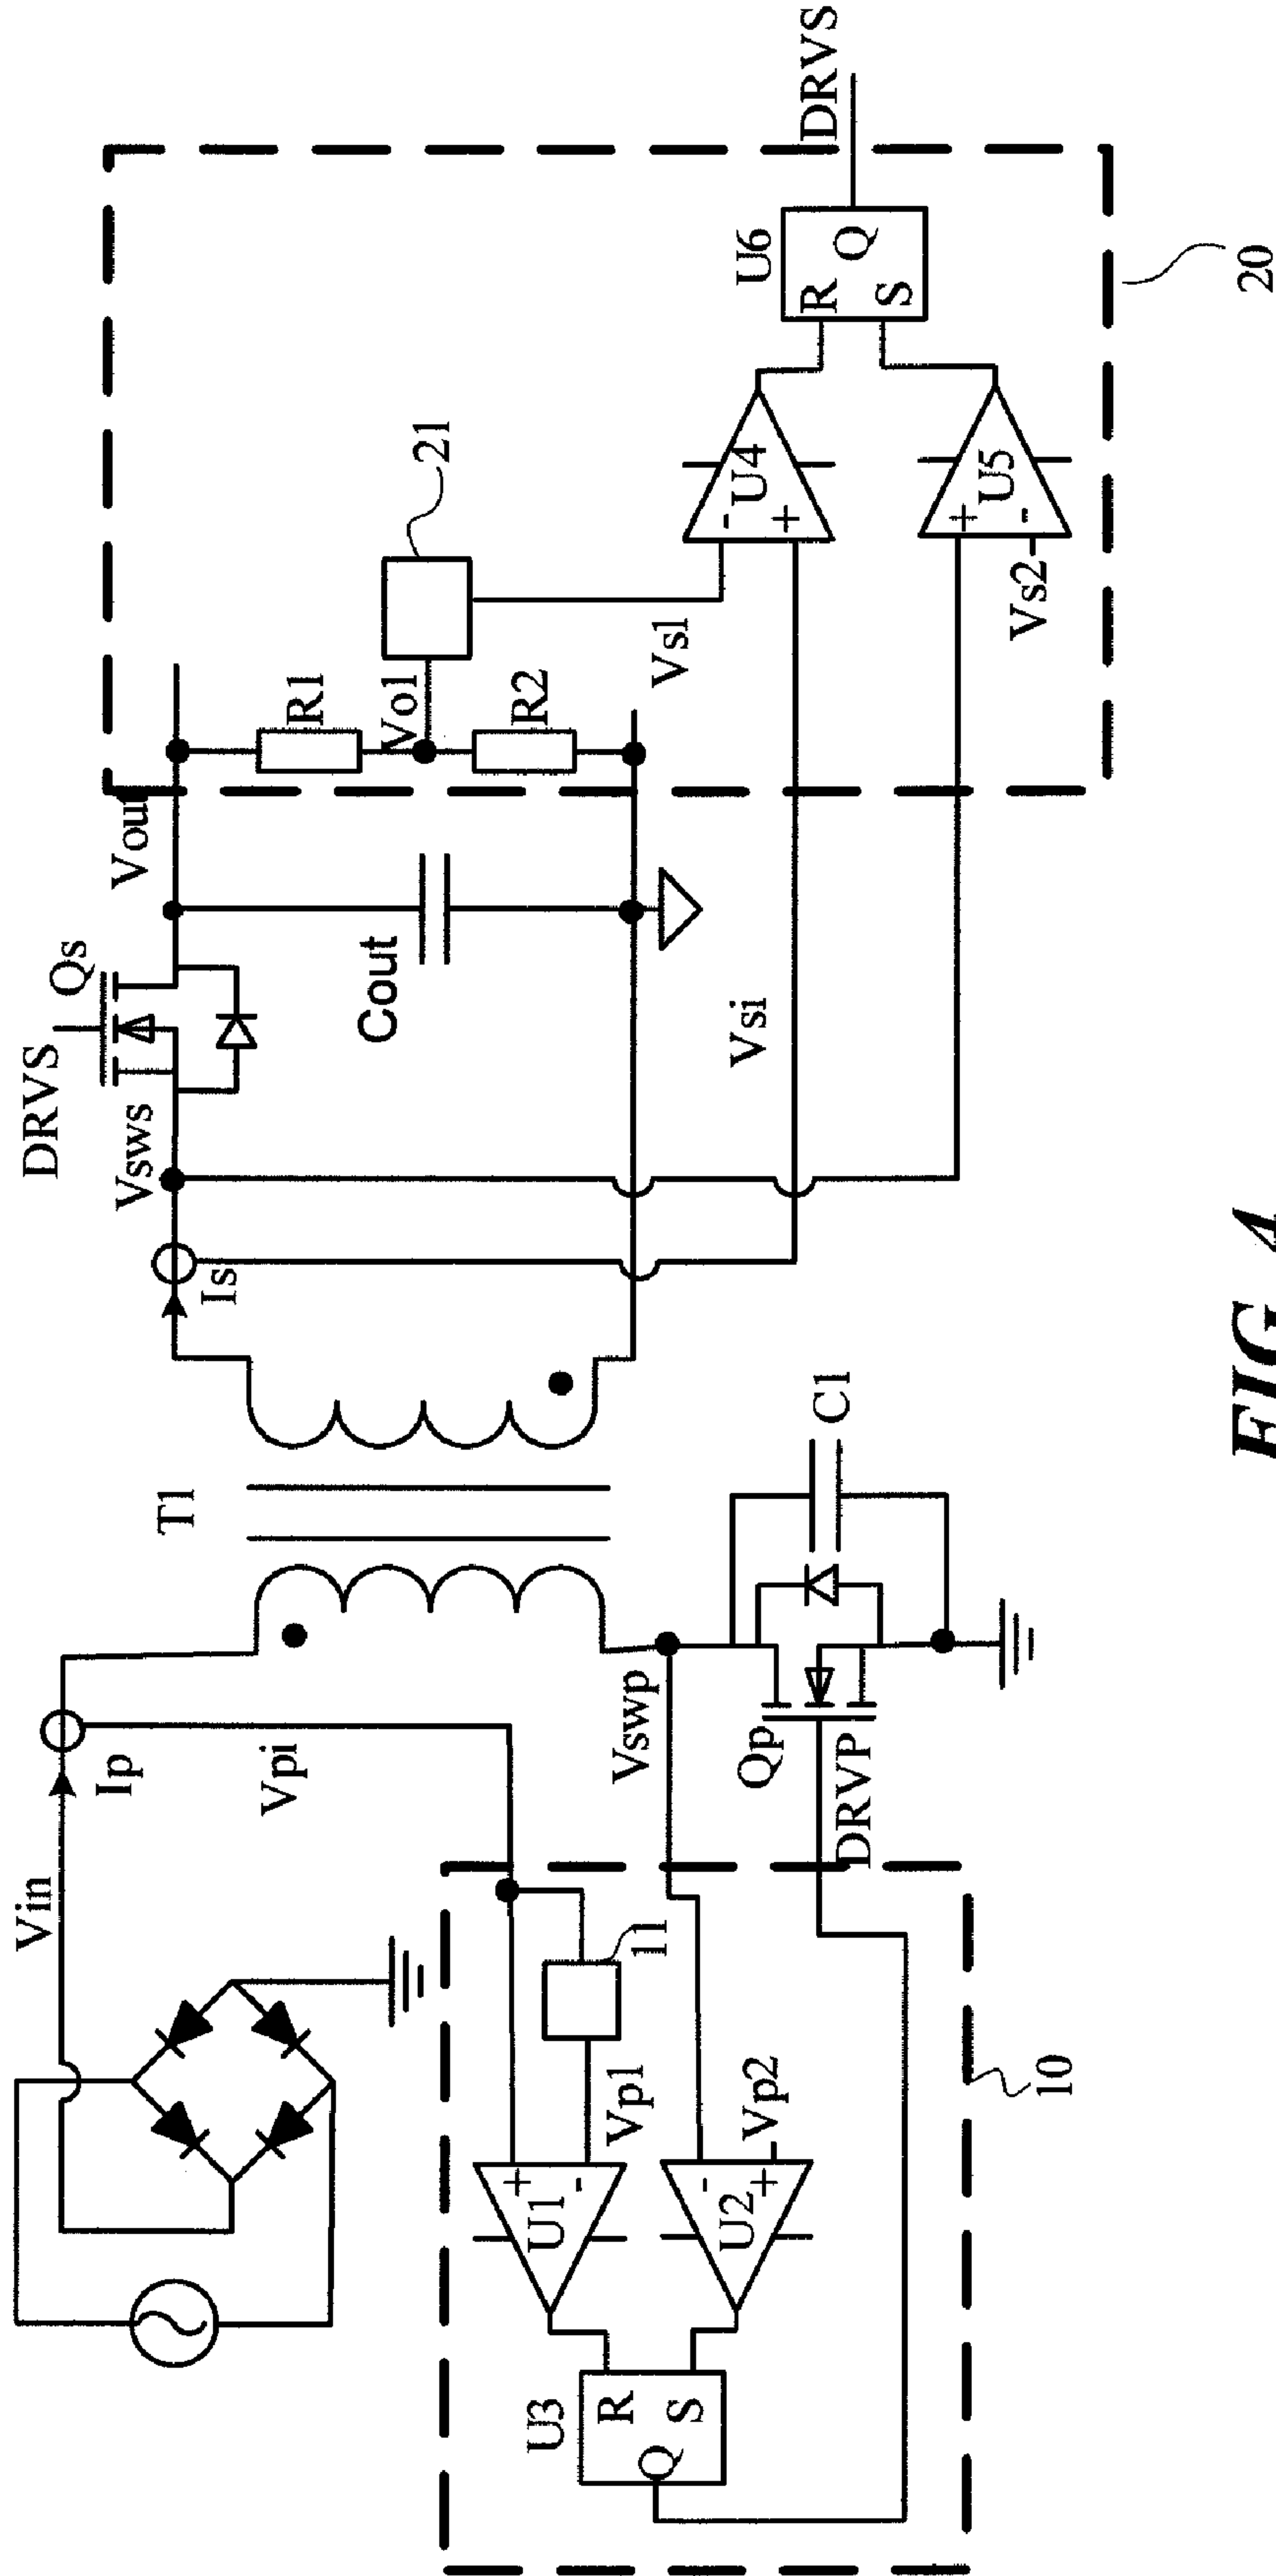 DRVS
Qs
Vout
Vsws
Is
Vin
Ip
Vpi
T1
Cout
R1
Vo1
R2
21
Vs1
Vsi
U4
-
+
U5
+
-
Vs2
U6
R
Q
S
DRVS
20
Vswp
Qp
DRVP
C1
11
Vp1
Vp2
U1
+
-
U2
-
+
U3
R
Q
S
10
FIG. 4